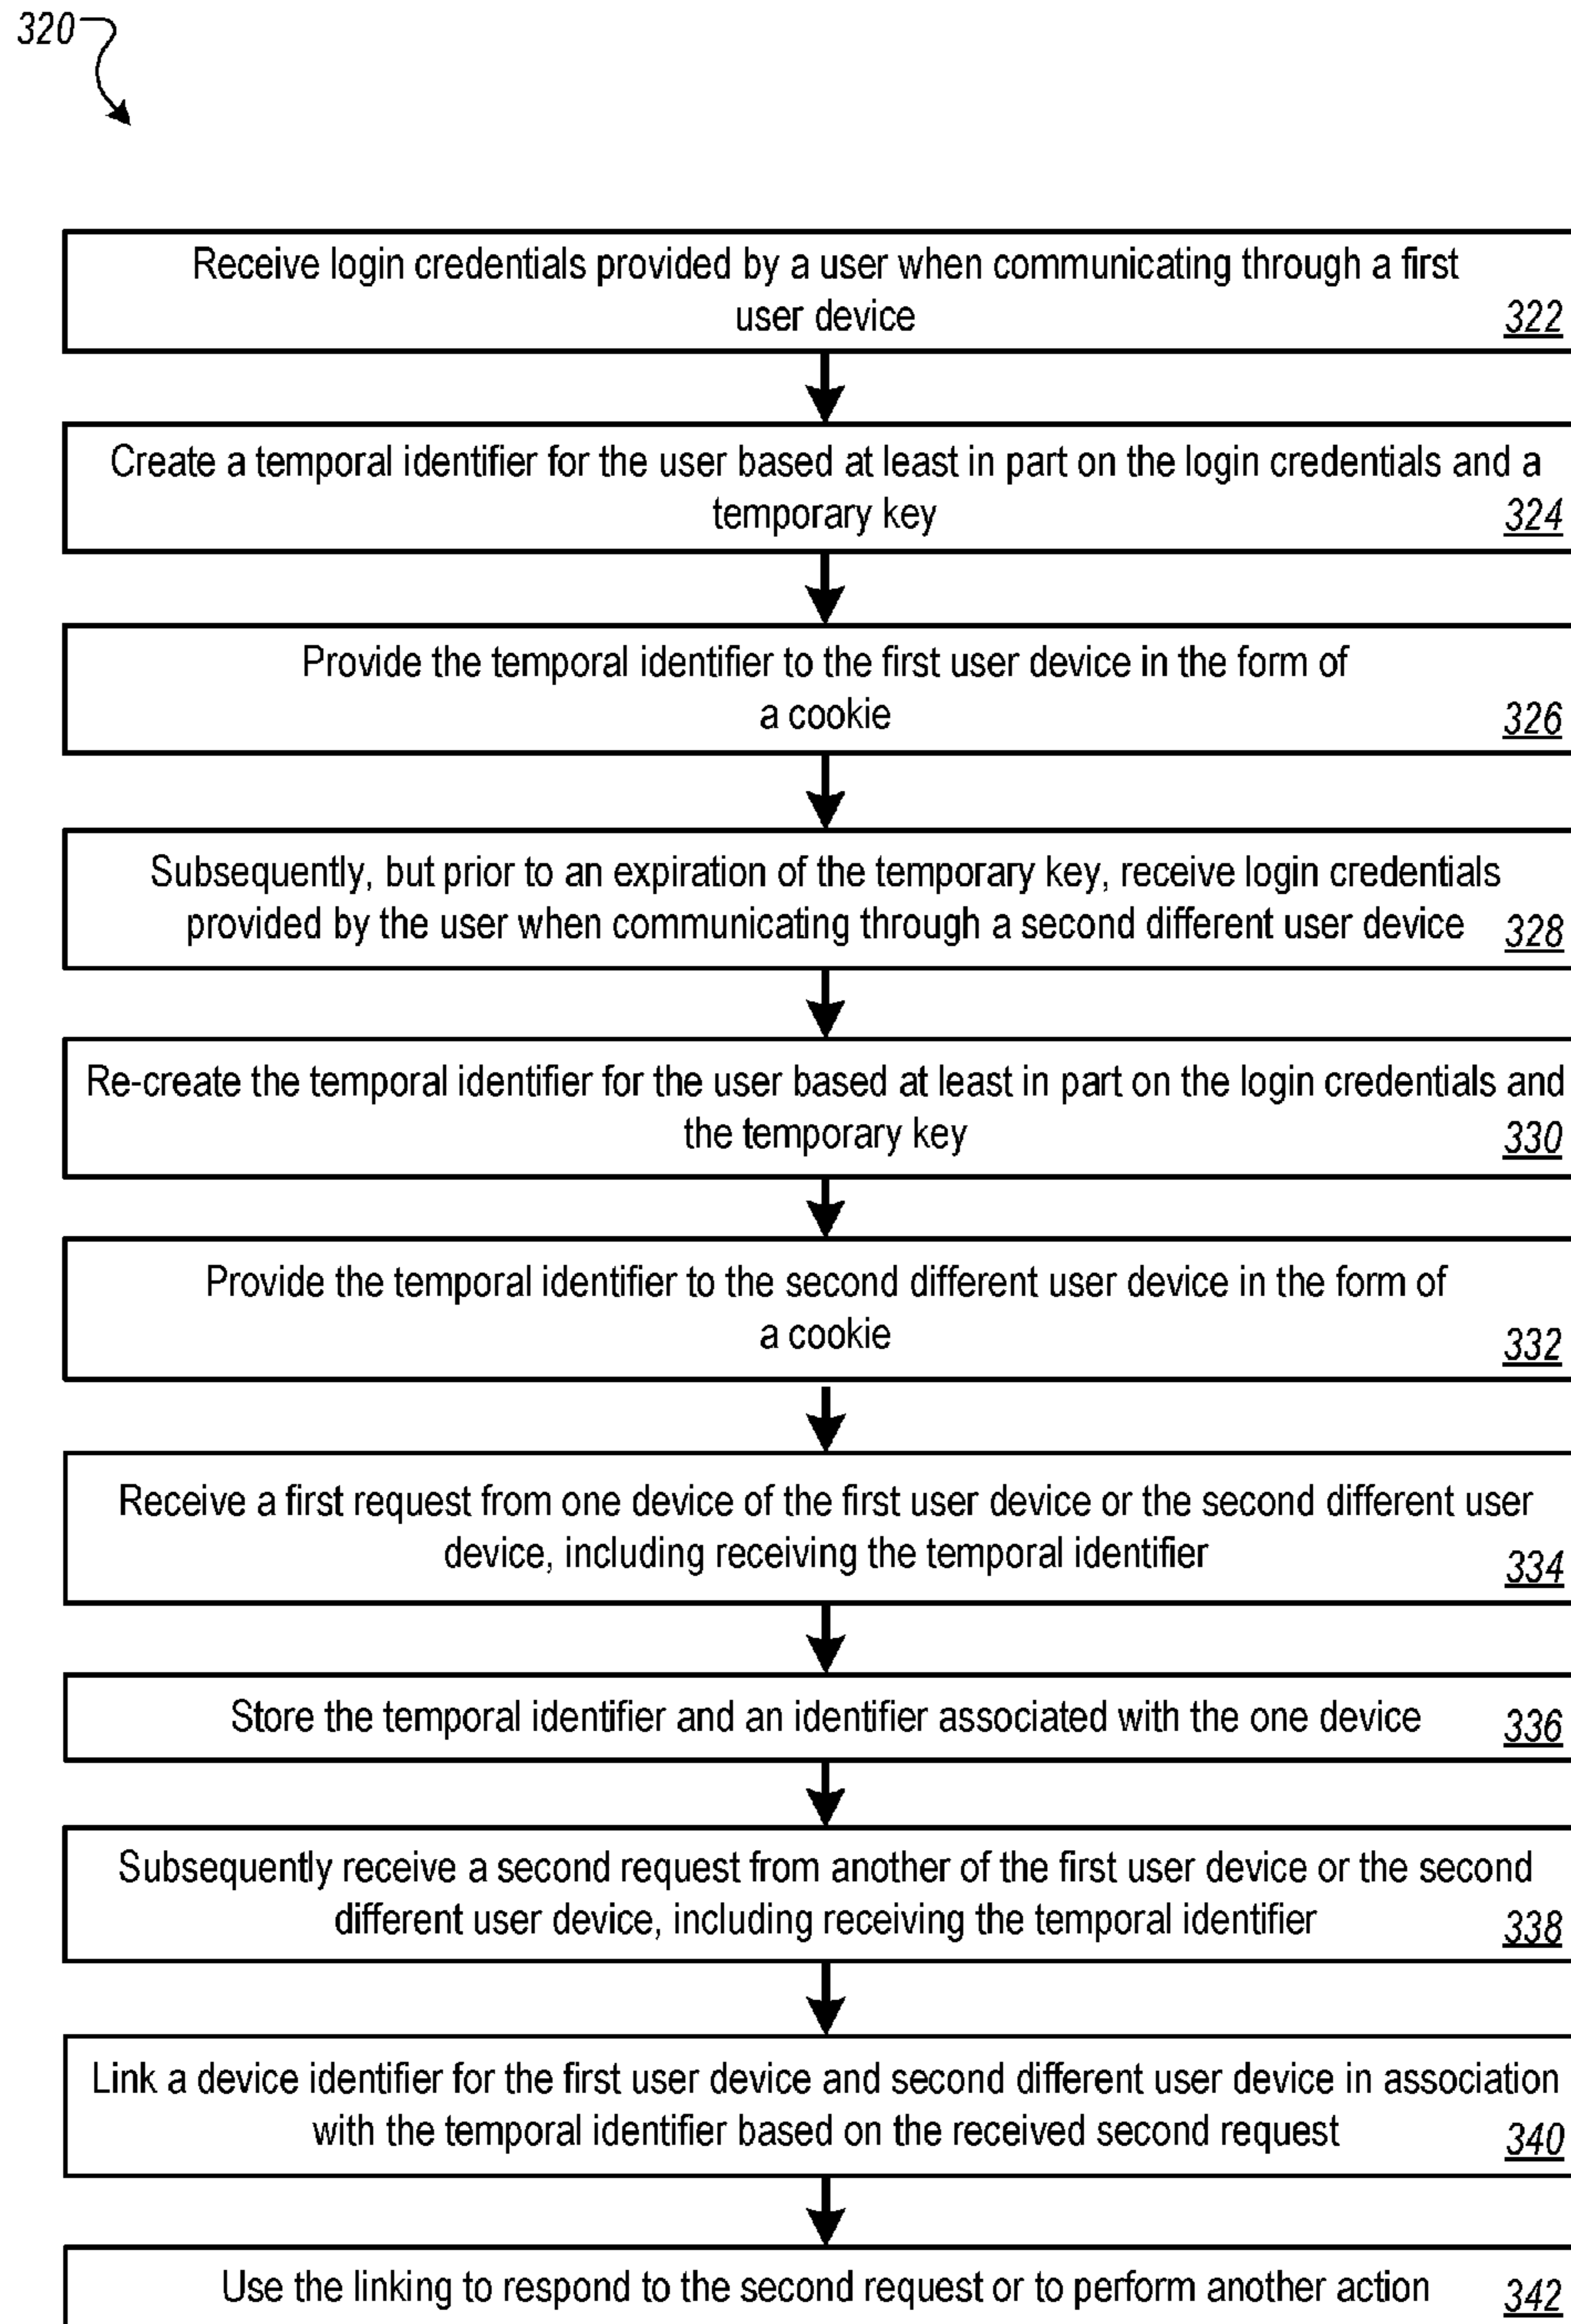 320
Receive login credentials provided by a user when communicating through a first
user device
322
Create a temporal identifier for the user based at least in part on the login credentials and a
temporary key
324
Provide the temporal identifier to the first user device in the form of
a cookie
326
Subsequently, but prior to an expiration of the temporary key, receive login credentials
provided by the user when communicating through a second different user device
328
Re-create the temporal identifier for the user based at least in part on the login credentials and
the temporary key
330
Provide the temporal identifier to the second different user device in the form of
a cookie
332
Receive a first request from one device of the first user device or the second different user
device, including receiving the temporal identifier
334
Store the temporal identifier and an identifier associated with the one device
336
Subsequently receive a second request from another of the first user device or the second
different user device, including receiving the temporal identifier
338
Link a device identifier for the first user device and second different user device in association
with the temporal identifier based on the received second request
340
Use the linking to respond to the second request or to perform another action
342